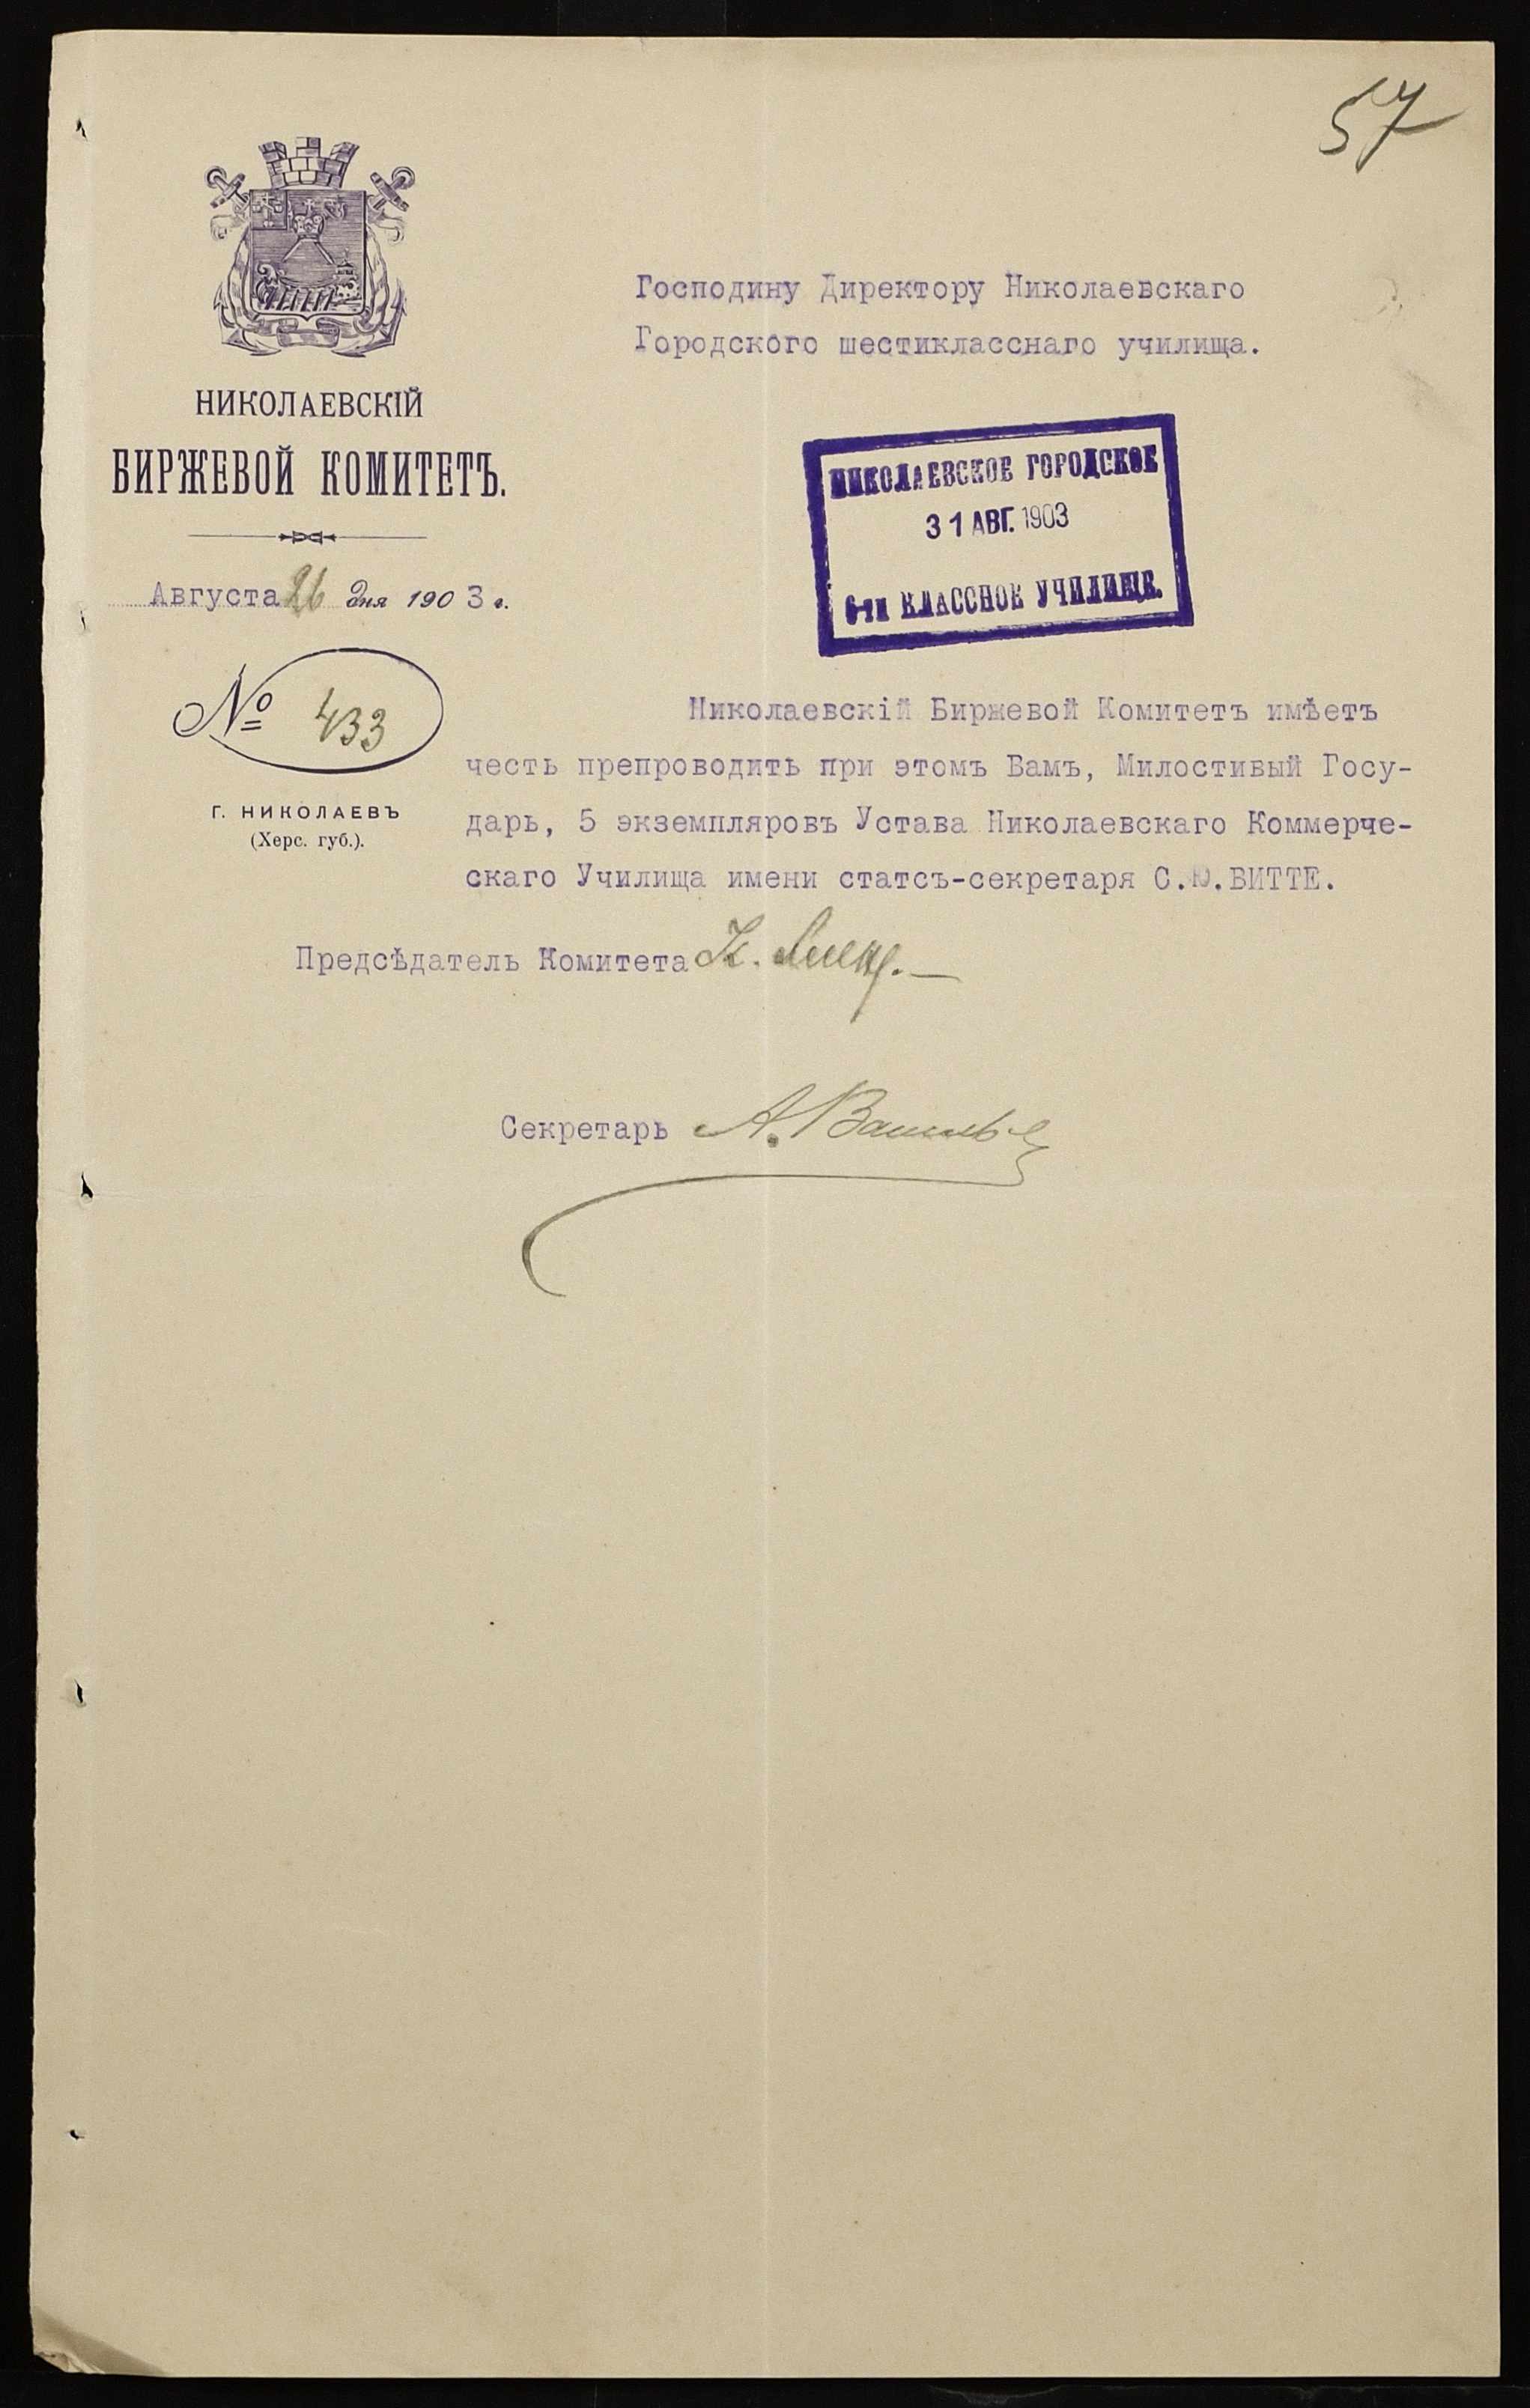 57
НИКОЛАЕВСКІЙ
БИРЖЕВОЙ КОМИТЕТЪ.
Августа 26 дня 1903 г.
№ 433
Г. НИКОЛАЕВЪ
(Херс. губ.).
Господину Директору Николаевскаго
Городского шестикласснаго училища.
НИКОЛАЕВСКОЕ ГОРОДСКОЕ
31 АВГ. 1903
6-ТИ КЛАССНОЕ УЧИЛИЩЕ.
Николаевскій Биржевой Комитетъ имѣетъ
честь препроводить при этомъ Вамъ, Милостивый Госу-
дарь, 5 экземпляровъ Устава Николаевскаго Коммерче-
скаго Училища имени статсъ-секретаря С.Ю.ВИТТЕ.
Предсѣдатель Комитета К.
Секретарь А.